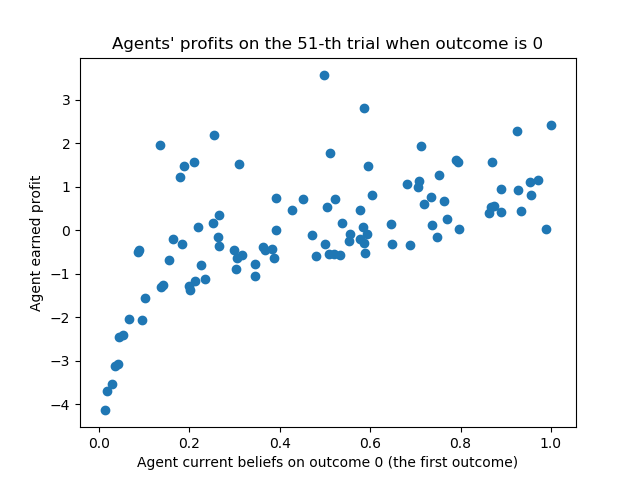 Agents' profits on the 51-th trial when outcome is 0
3
2
1
0
−1
−2
−3
−4
Agent earned profit
0.0 0.2 0.4 0.6 0.8 1.0
Agent current beliefs on outcome 0 (the first outcome)